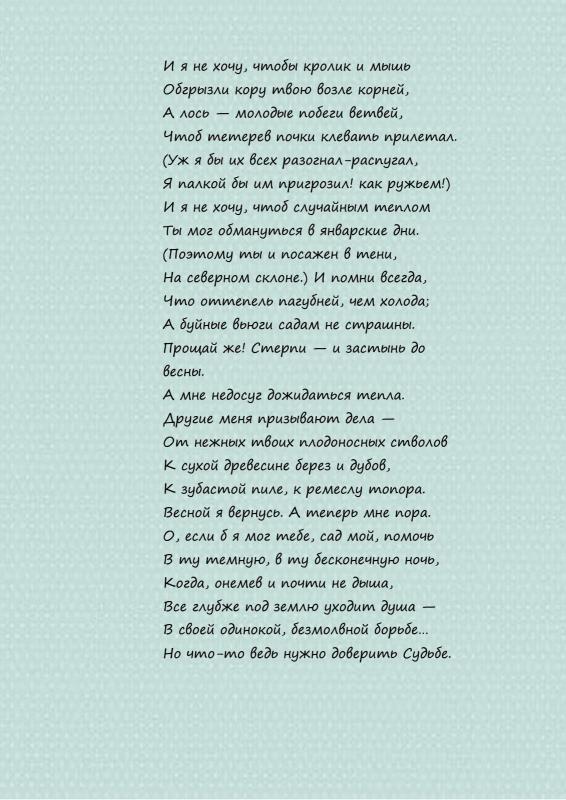 И я не хочу, чтобы кролик и мышь
Обгрызли кору твою возле корней,
А лось — молодые побеги ветвей,
Чтоб тетерев почки клевать прилетал.
(Уж я бы их всех разогнал-распугал,
Я палкой бы им пригрозил! как ружьем!)
И я не хочу, чтоб случайным теплом
Ты мог обмануться в январские дни.
(Поэтому ты и посажен в тени,
На северном склоне.) И помни всегда,
Что оттепель пагубней, чем холода;
А буйные вьюги садам не страшны.
Прощай же! Стерпи — и застынь до
весны.
А мне недосуг дожидаться тепла.
Другие меня призывают дела —
От нежных твоих плодоносных стволов
К сухой древесине берез и дубов,
К зубастой пиле, к ремеслу топора.
Весной я вернусь. А теперь мне пора.
О, если б я мог тебе, сад мой, помочь
В ту темную, в ту бесконечную ночь,
Когда, онемев и почти не дыша,
Все глубже под землю уходит душа —
В своей одинокой, безмолвной борьбе...
Но что-то ведь нужно доверить Судьбе.